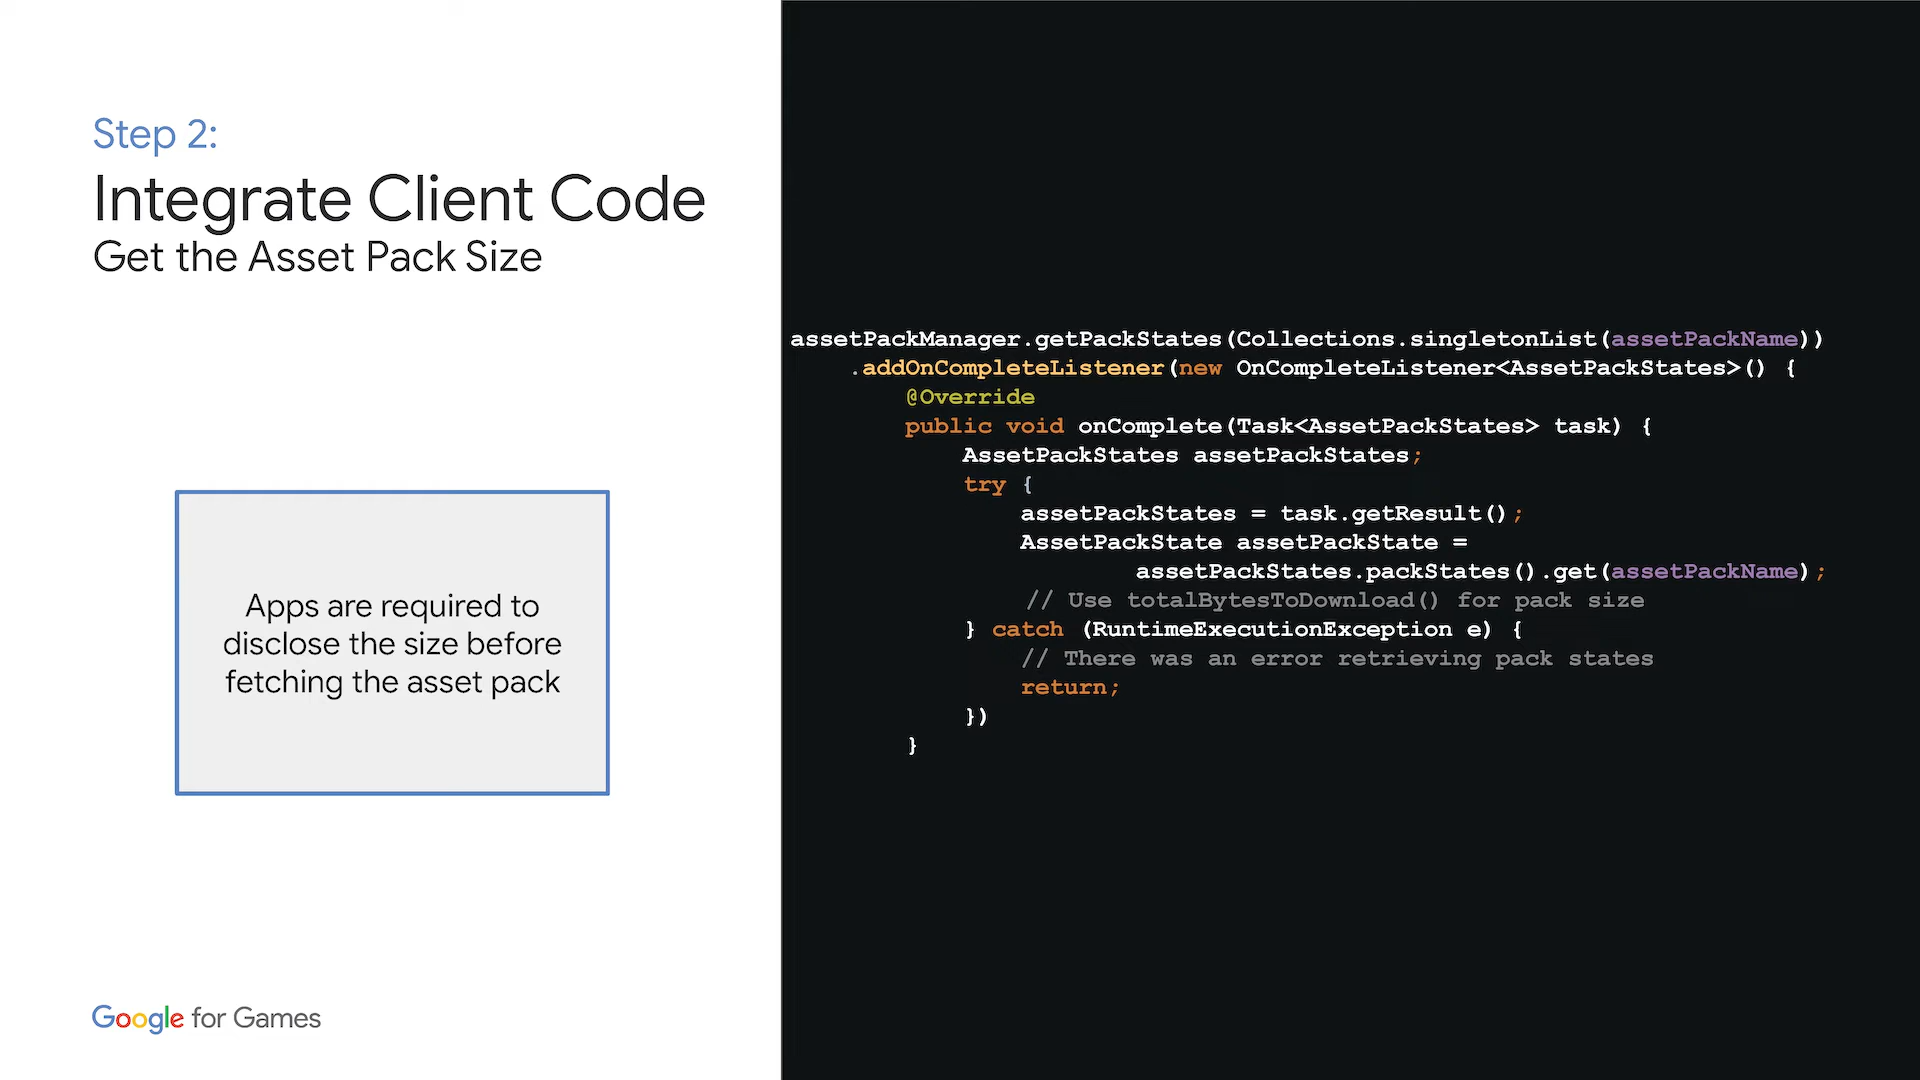 Step 2:
Integrate Client Code
Get the Asset Pack Size
Apps are required to
disclose the size before
fetching the asset pack
Google for Games
assetPackManager.getPackStates(Collections.singletonList(assetPackName))
.addOnCompleteListener(new OnCompleteListener<AssetPackStates>() {
@Override
public void onComplete(Task<AssetPackStates> task) {
AssetPackStates assetPackStates;
try {
assetPackStates = task.getResult();
AssetPackState assetPackState =
assetPackStates.packStates().get(assetPackName);
// Use totalBytesToDownload() for pack size
} catch (RuntimeExecutionException e) {
// There was an error retrieving pack states
return;
})
}